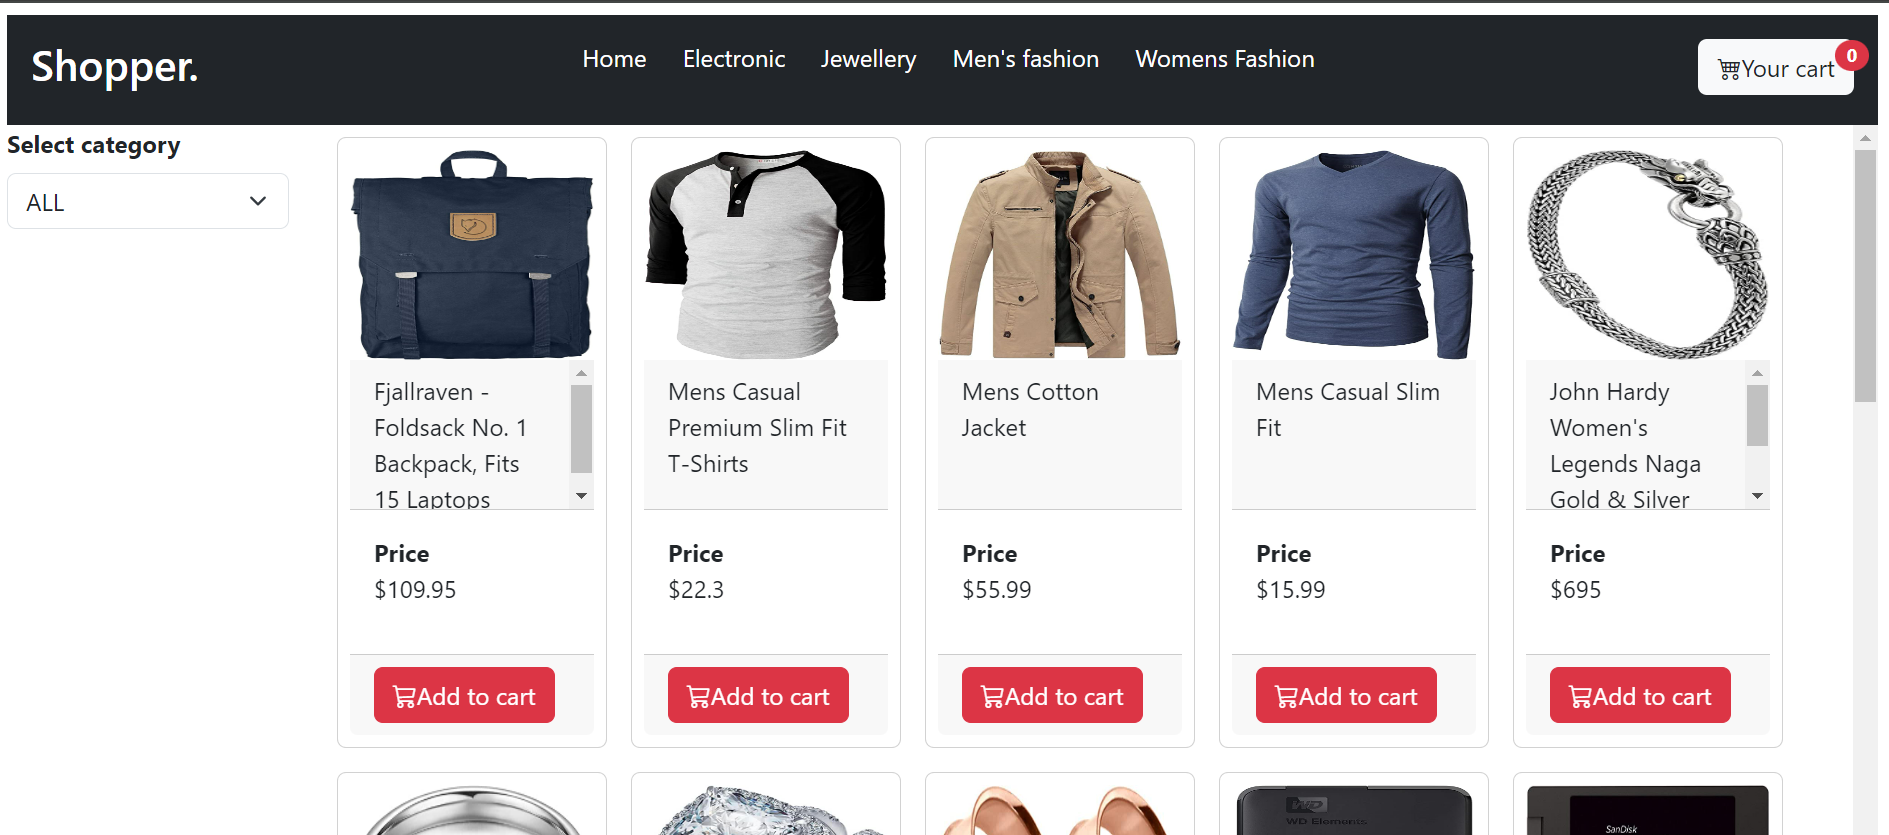 Shopper.
Home
Electronic
Jewellery
Men's fashion
Womens Fashion
Your cart
0
Select category
ALL
Fjallraven -
Foldsack No. 1
Backpack, Fits
15 Laptops
Price
$109.95
Add to cart
Mens Casual
Premium Slim Fit
T-Shirts
Price
$22.3
Add to cart
Mens Cotton
Jacket
Price
$55.99
Add to cart
Mens Casual Slim
Fit
Price
$15.99
Add to cart
John Hardy
Women's
Legends Naga
Gold & Silver
Price
$695
Add to cart
WD
WD Elements.
SanDisk